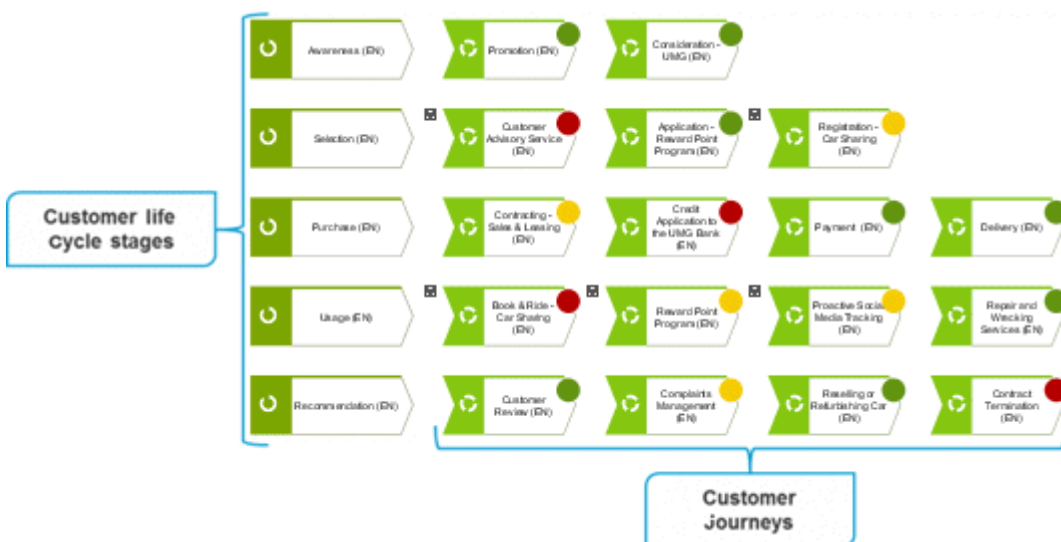 Awareness (EN)
Promotion (EN)
Consideration -
UMG (EN)
Selection (EN)
Customer
Advisory Service
(EN)
Application -
Reward Point
Program (EN)
Registration -
Car Sharing
(EN)
Customer life
Cycle stages
Purchase (EN)
Contracting -
Sales & Leasing
(EN)
Credit
Application to
the UMG Bank
(EN)
Payment (EN)
Delivery (EN)
Usage (EN)
Book & Ride -
Car Sharing
(EN)
Reward Point
Program (EN)
Proactive Social
Media Tracking
(EN)
Repair and
Wrecking
Services (EN)
Recommendation (EN)
Customer
Review (EN)
Complaints
Management
(EN)
Reselling or
Refurbishing Car
(EN)
Contract
Termination
(EN)
Customer
Journeys